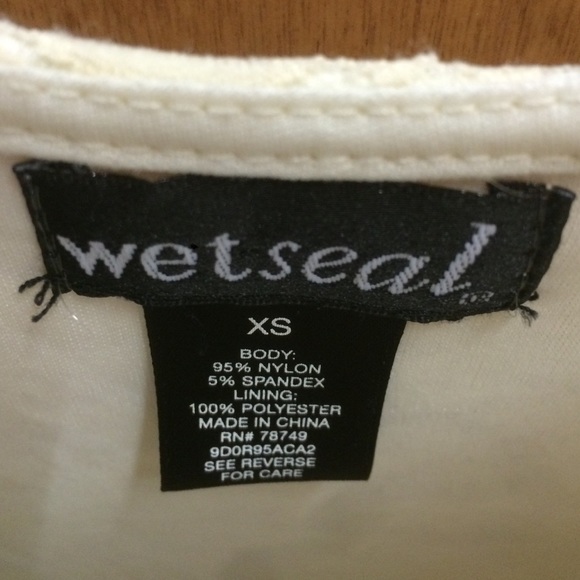 wetseal
XS
BODY:
95% NYLON
5% SPANDEX
LINING:
100% POLYESTER
MADE IN CHINA
RN# 78749
9D0R95ACA2
SEE REVERSE
FOR CARE